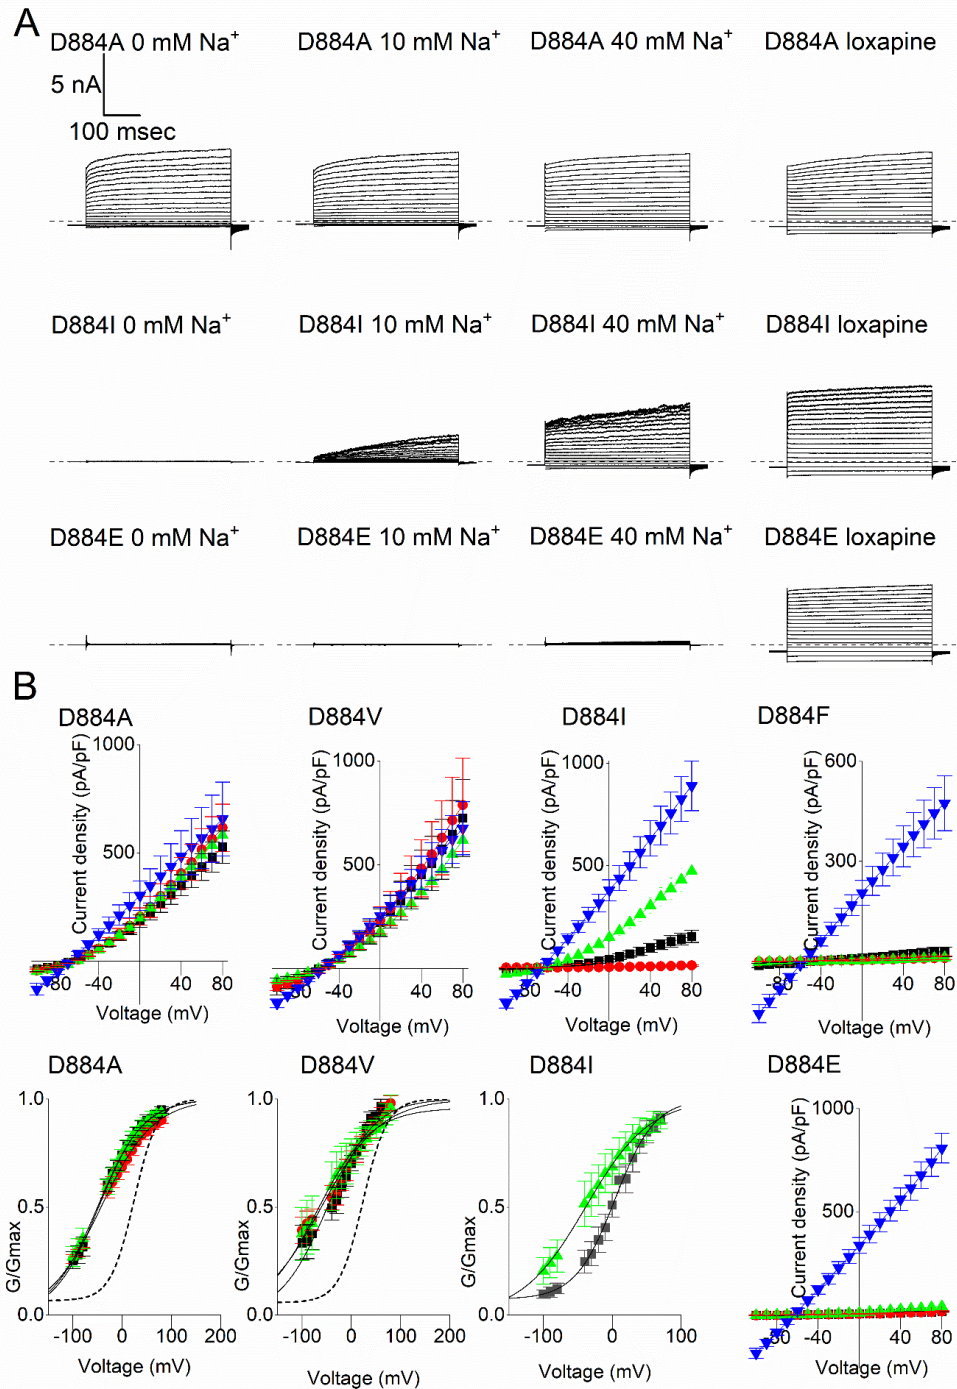 A
D884A 0 mM Na+
D884A 10 mM Na+
D884A 40 mM Na+
D884A loxapine
5 nA
100 msec
D884I 0 mM Na+
D884I 10 mM Na+
D884I 40 mM Na+
D884I loxapine
D884E 0 mM Na+
D884E 10 mM Na+
D884E 40 mM Na+
D884E loxapine
B
D884A
1000
500
Current density (pA/pF)
-80
-40
40
80
Voltage (mV)
D884V
1000
500
Current density (pA/pF)
-80
-40
40
80
Voltage (mV)
D884I
500
Current density (pA/pF)
-80
-40
40
80
Voltage (mV)
D884F
600
300
Current density (pA/pF)
-80
-40
40
80
Voltage (mV)
D884A
1.0
0.5
0.0
G/Gmax
-100
0
100
200
Voltage (mV)
D884V
1.0
0.5
0.0
G/Gmax
-100
0
100
200
Voltage (mV)
D884I
1.0
0.5
0.0
G/Gmax
-100
0
100
Voltage (mV)
D884E
1000
500
Current density (pA/pF)
-80
-40
40
80
Voltage (mV)